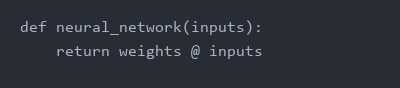 def neural_network(inputs):
    return weights @ inputs